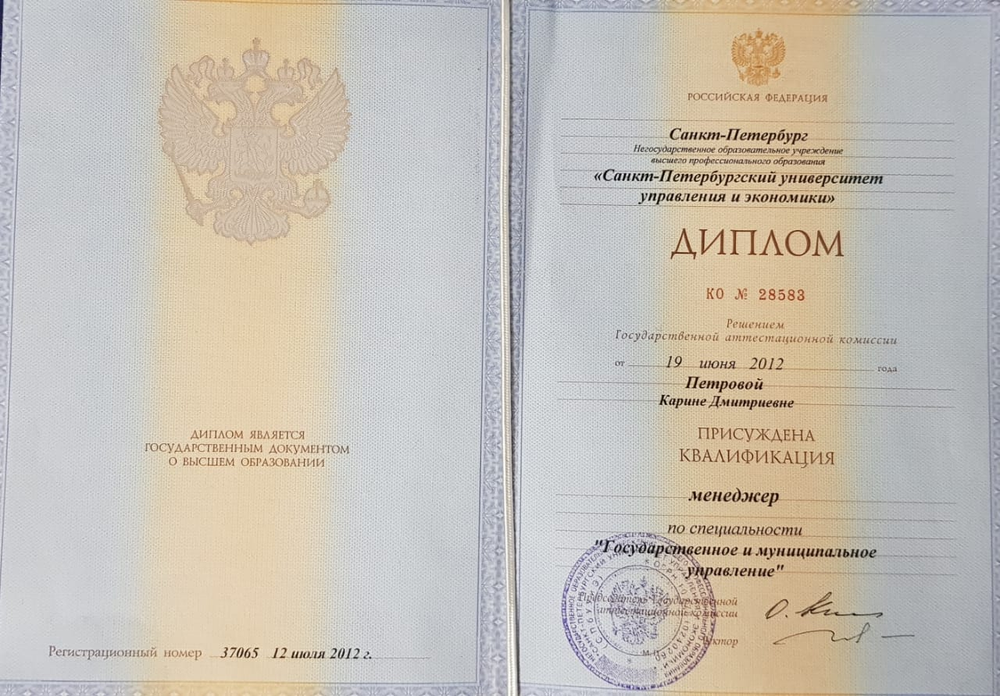 ДИПЛОМ ЯВЛЯЕТСЯ
ГОСУДАРСТВЕННЫМ ДОКУМЕНТОМ
О ВЫСШЕМ ОБРАЗОВАНИИ
Регистрационный номер 37065 12 июля 2012 г.
РОССИЙСКАЯ ФЕДЕРАЦИЯ
Санкт-Петербург
Негосударственное образовательное учреждение
высшего профессионального образования
«Санкт-Петербургский университет
управления и экономики»
ДИПЛОМ
КО № 28583
Решением
Государственной аттестационной комиссии
от 19 июня 2012 года
Петровой
Карине Дмитриевне
ПРИСУЖДЕНА
КВАЛИФИКАЦИЯ
менеджер
по специальности
"Государственное и муниципальное
управление"
Председатель Государственной
аттестационной комиссии
Ректор
М.П.